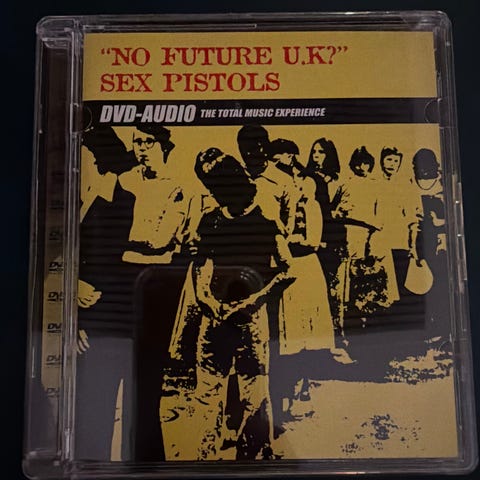 "NO FUTURE U.K?"
SEX PISTOLS
DVD-AUDIO THE TOTAL MUSIC EXPERIENCE